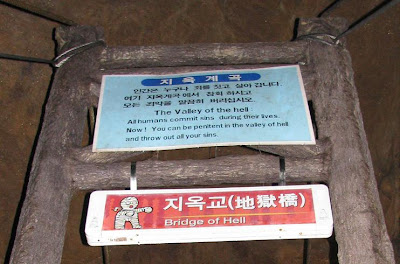 지옥계곡
인간은 누구나 죄를 짓고 살아 갑니다.
여기 지옥계곡에서 참회 하시고
모든 죄악을 말끔히 버리십시오.
The Valley of the hell
All humans commit sins during their lives.
Now! You can be penitent in the valley of hell
and throw out all your sins.
지옥교(地獄橋)
Bridge of Hell